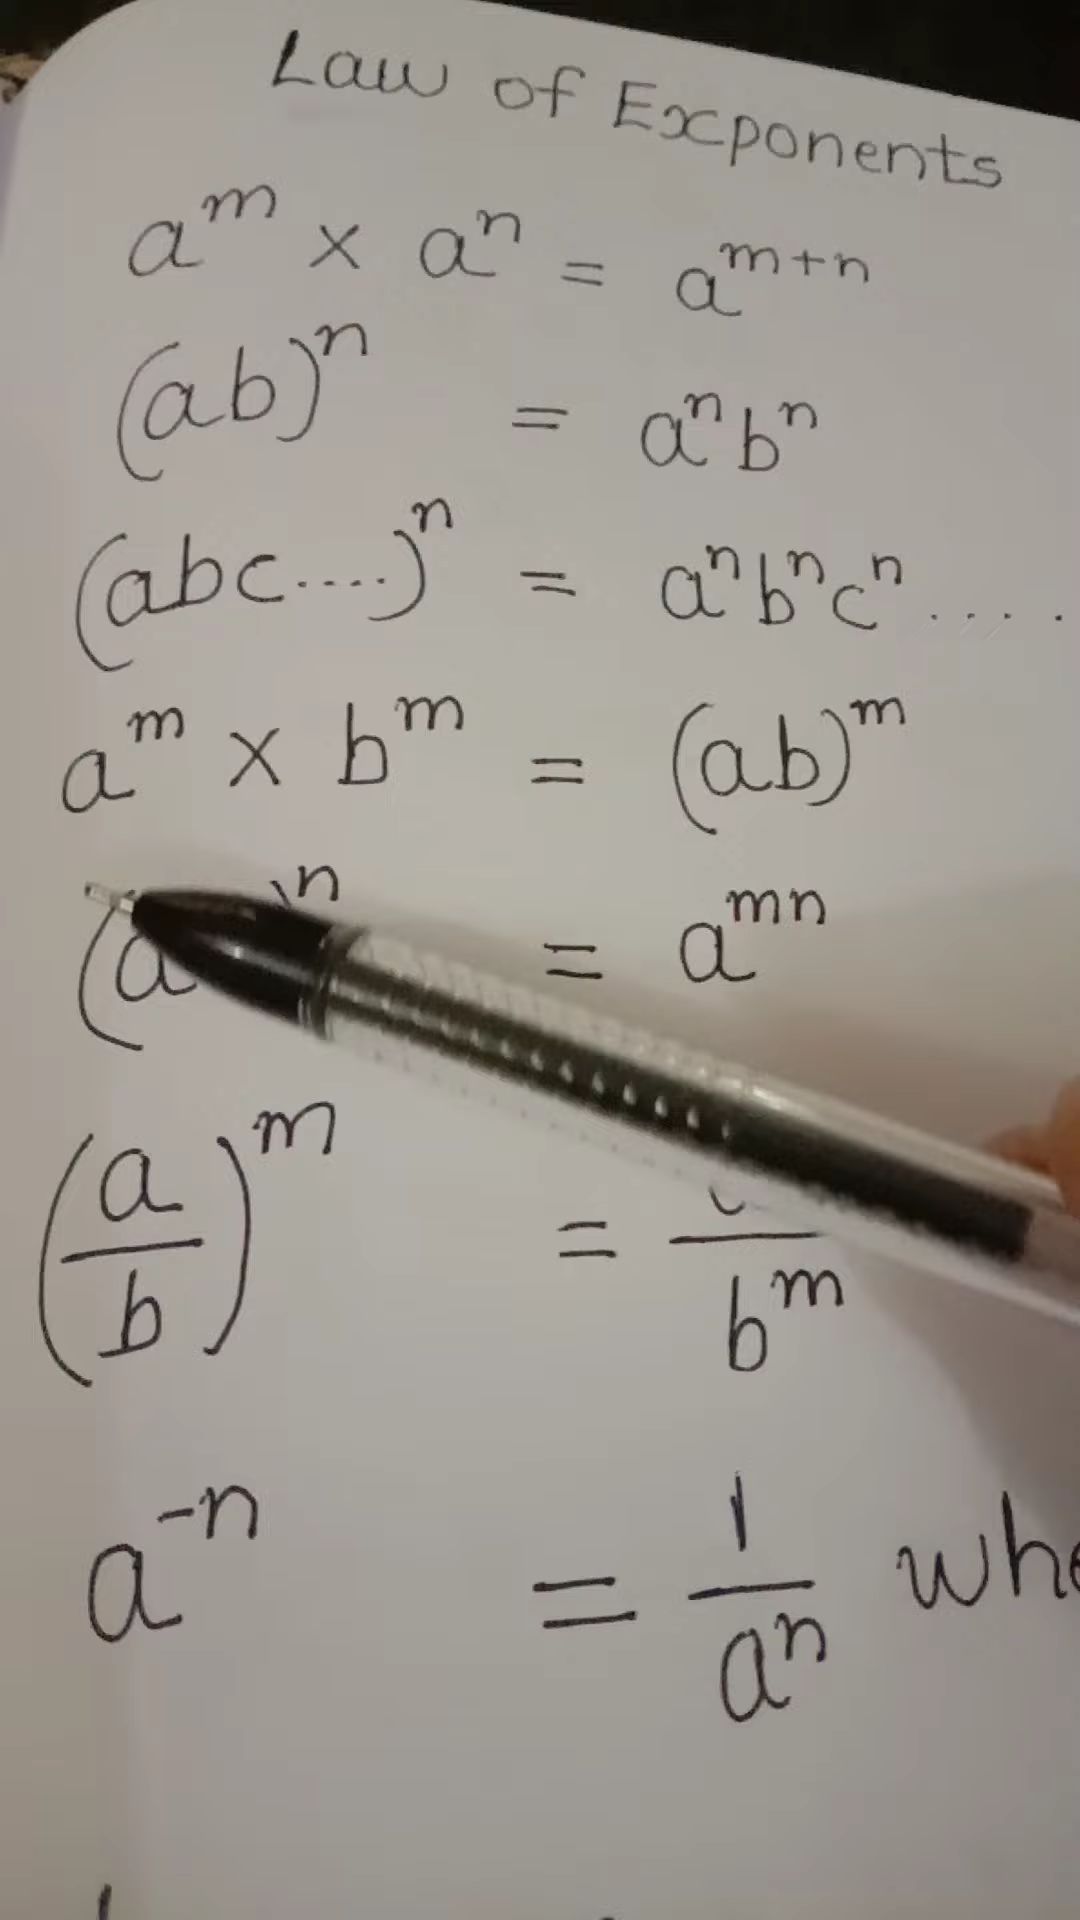 Law of Exponents
a^m × a^n = a^(m+n)
(ab)^n = a^n b^n
(abc....)^n = a^n b^n c^n ....
a^m × b^m = (ab)^m
(a )^n = a^(mn)
(a/b)^m = /b^m
a^(-n) = 1/a^n